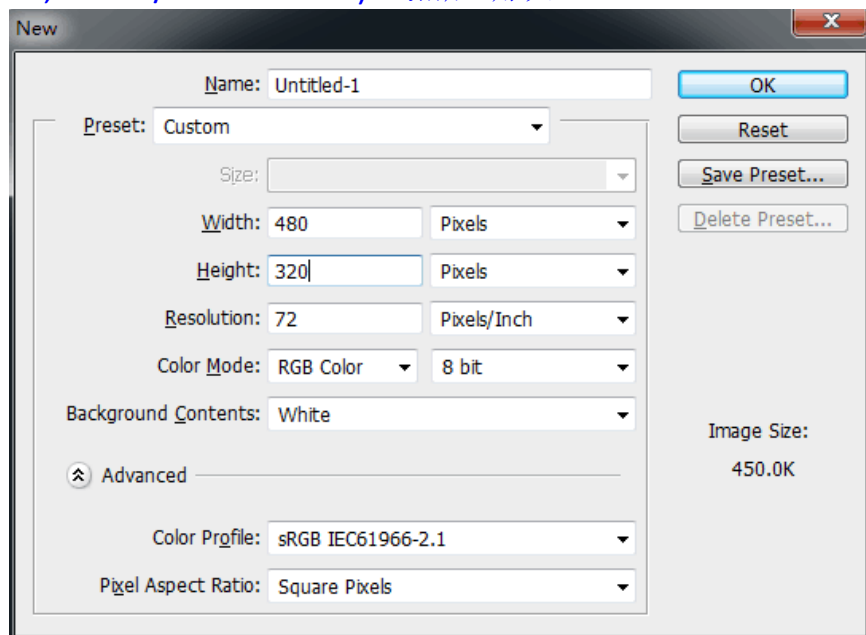 New
Name: Untitled-1
OK
Preset: Custom
Reset
Size:
Save Preset...
Width: 480 Pixels
Delete Preset...
Height: 320 Pixels
Resolution: 72 Pixels/Inch
Color Mode: RGB Color 8 bit
Background Contents: White
Image Size:
Advanced
450.0K
Color Profile: sRGB IEC61966-2.1
Pixel Aspect Ratio: Square Pixels